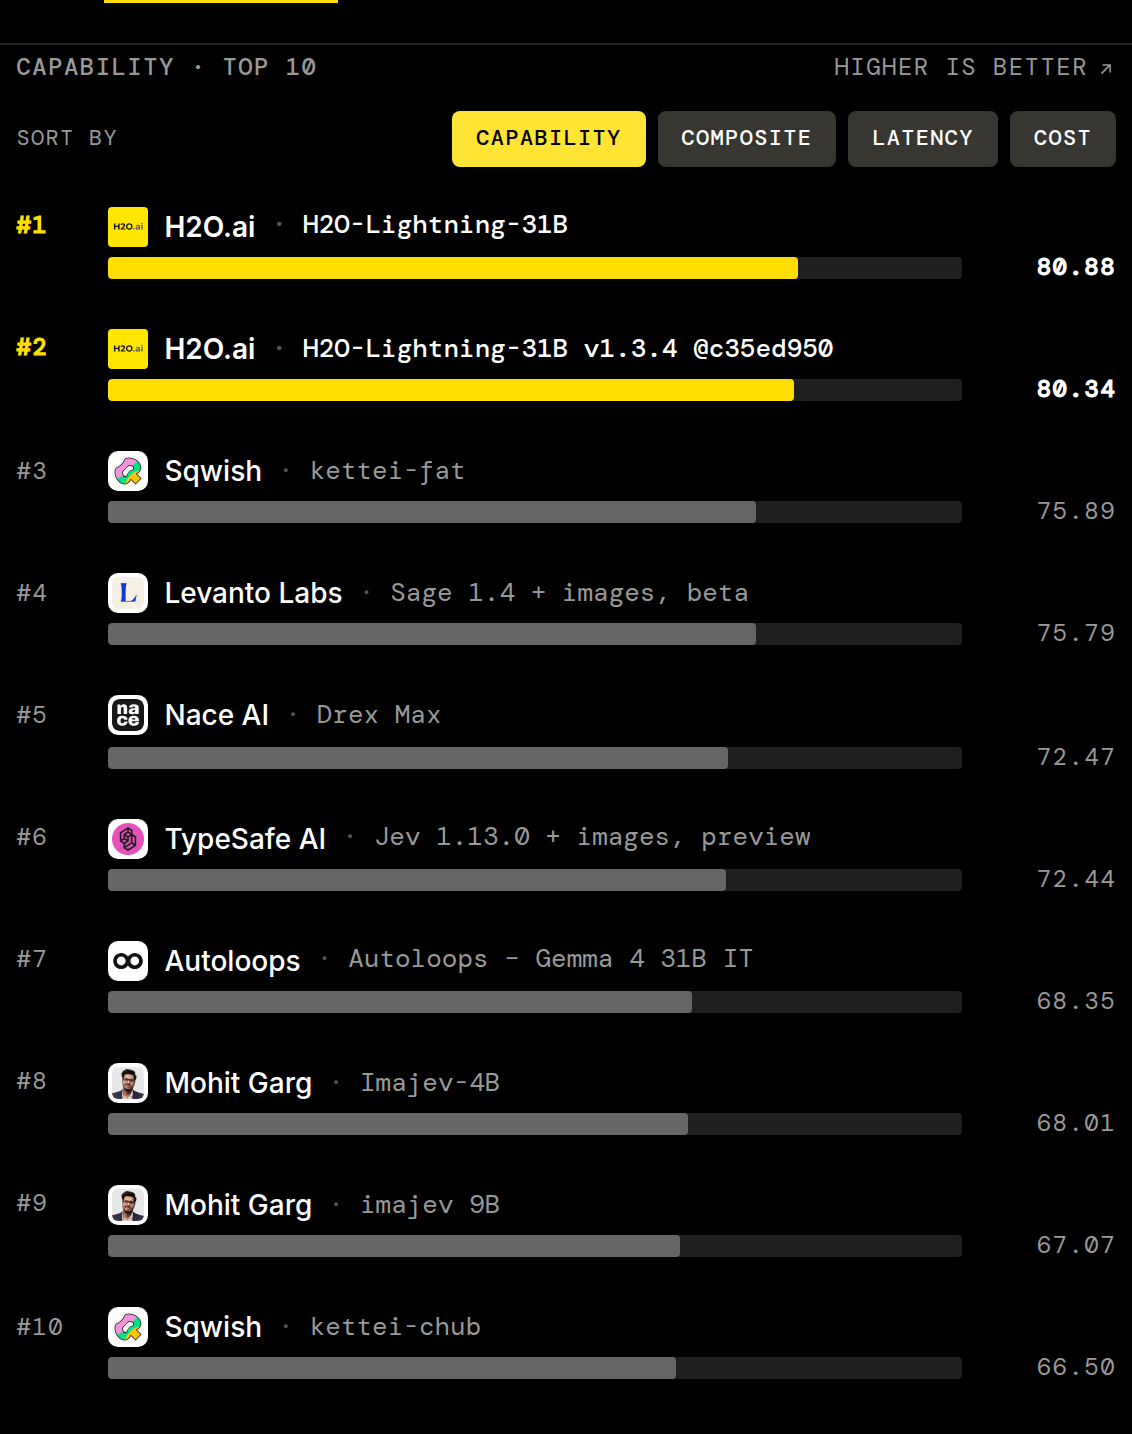 CAPABILITY · TOP 10
HIGHER IS BETTER ↗
SORT BY
CAPABILITY
COMPOSITE
LATENCY
COST
#1
H2O.ai
H2O.ai · H2O-Lightning-31B
80.88
#2
H2O.ai
H2O.ai · H2O-Lightning-31B v1.3.4 @c35ed950
80.34
#3
Sqwish · kettei-fat
75.89
#4
L
Levanto Labs · Sage 1.4 + images, beta
75.79
#5
na
ce
Nace AI · Drex Max
72.47
#6
TypeSafe AI · Jev 1.13.0 + images, preview
72.44
#7
Autoloops · Autoloops - Gemma 4 31B IT
68.35
#8
Mohit Garg · Imajev-4B
68.01
#9
Mohit Garg · imajev 9B
67.07
#10
Sqwish · kettei-chub
66.50